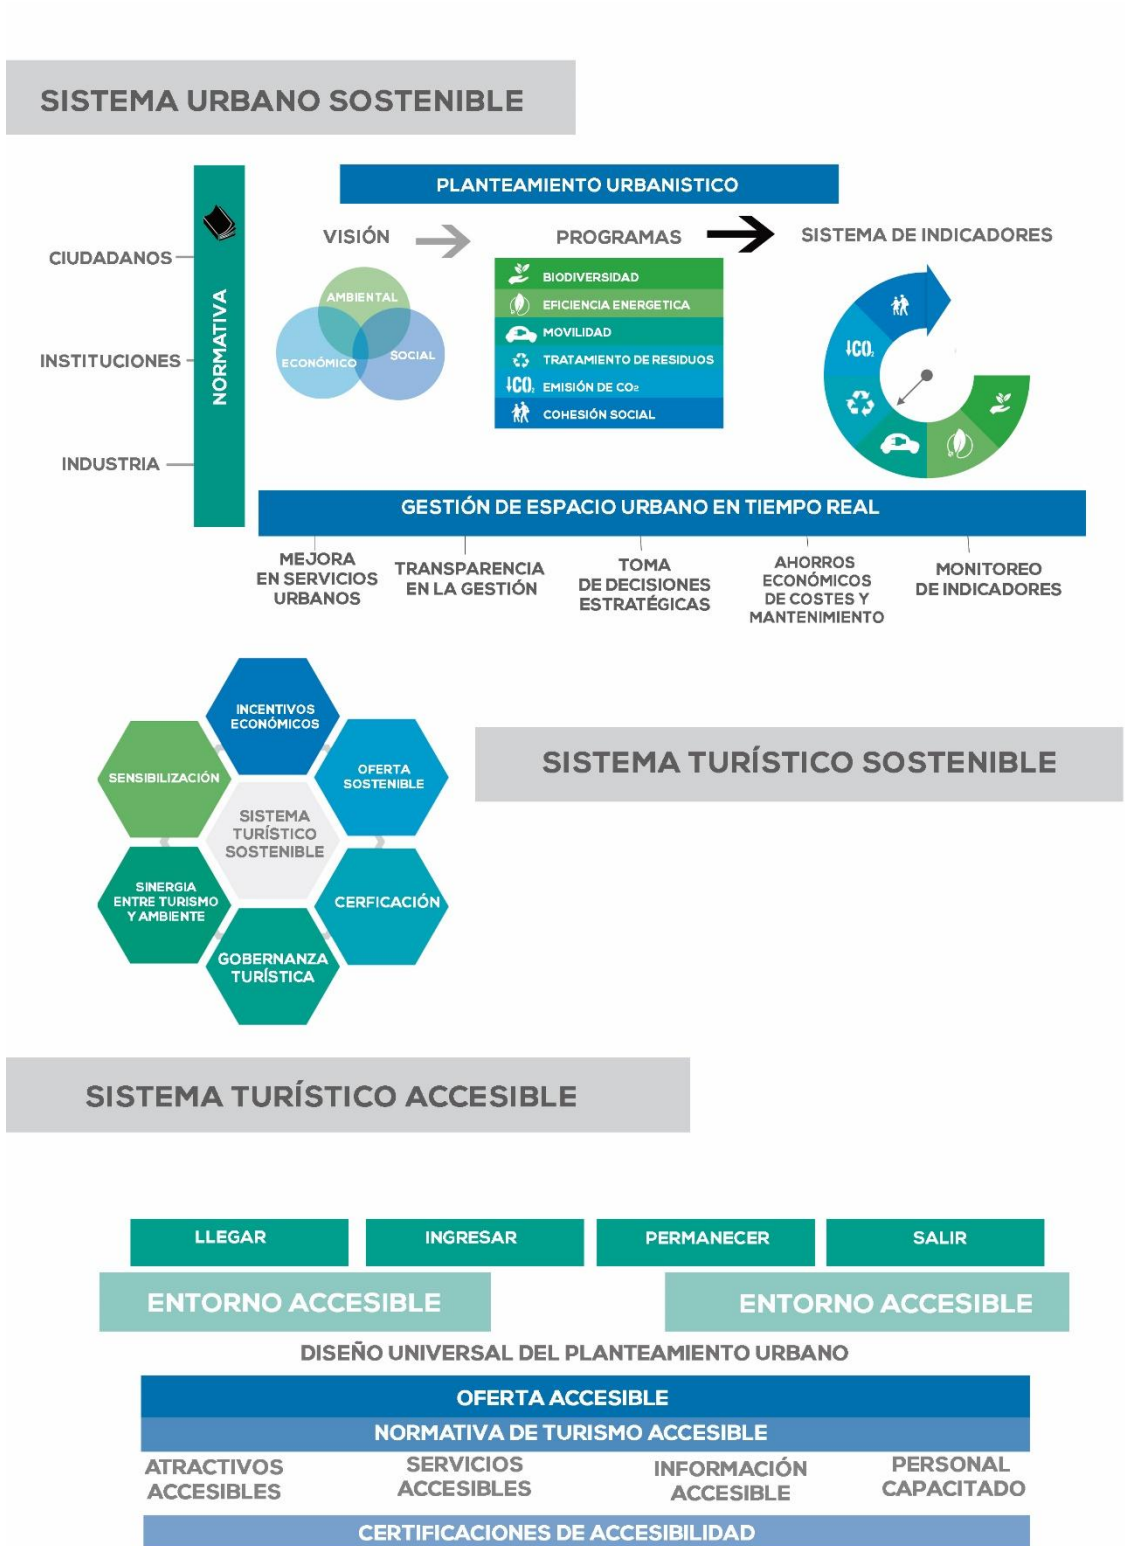 SISTEMA URBANO SOSTENIBLE
PLANTEAMIENTO URBANISTICO
CIUDADANOS
INSTITUCIONES
INDUSTRIA
NORMATIVA
VISIÓN
PROGRAMAS
SISTEMA DE INDICADORES
AMBIENTAL
ECONÓMICO
SOCIAL
BIODIVERSIDAD
EFICIENCIA ENERGETICA
MOVILIDAD
TRATAMIENTO DE RESIDUOS
CO₂ EMISIÓN DE CO₂
COHESIÓN SOCIAL
CO₂
GESTIÓN DE ESPACIO URBANO EN TIEMPO REAL
MEJORA
EN SERVICIOS
URBANOS
TRANSPARENCIA
EN LA GESTIÓN
TOMA
DE DECISIONES
ESTRATÉGICAS
AHORROS
ECONÓMICOS
DE COSTES Y
MANTENIMIENTO
MONITOREO
DE INDICADORES
SISTEMA TURÍSTICO SOSTENIBLE
INCENTIVOS
ECONÓMICOS
SENSIBILIZACIÓN
OFERTA
SOSTENIBLE
SISTEMA
TURÍSTICO
SOSTENIBLE
SINERGIA
ENTRE TURISMO
Y AMBIENTE
CERFICACIÓN
GOBERNANZA
TURÍSTICA
SISTEMA TURÍSTICO ACCESIBLE
LLEGAR
INGRESAR
PERMANECER
SALIR
ENTORNO ACCESIBLE
ENTORNO ACCESIBLE
DISEÑO UNIVERSAL DEL PLANTEAMIENTO URBANO
OFERTA ACCESIBLE
NORMATIVA DE TURISMO ACCESIBLE
ATRACTIVOS
ACCESIBLES
SERVICIOS
ACCESIBLES
INFORMACIÓN
ACCESIBLE
PERSONAL
CAPACITADO
CERTIFICACIONES DE ACCESIBILIDAD